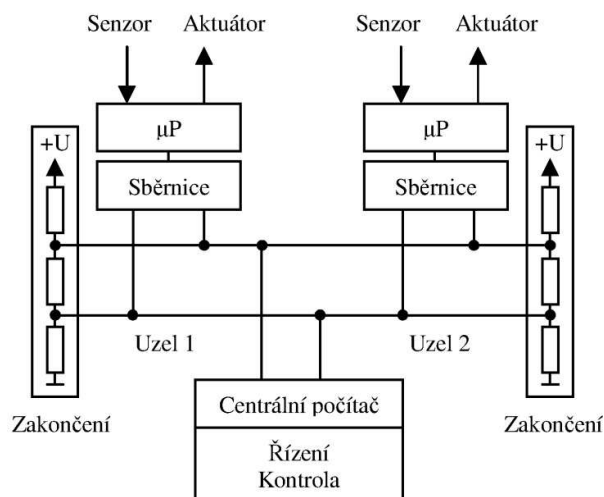 Senzor Aktuátor
Senzor Aktuátor
µP
µP
+U
+U
Sběrnice
Sběrnice
Uzel 1
Uzel 2
Centrální počítač
Zakončení
Zakončení
Řízení
Kontrola